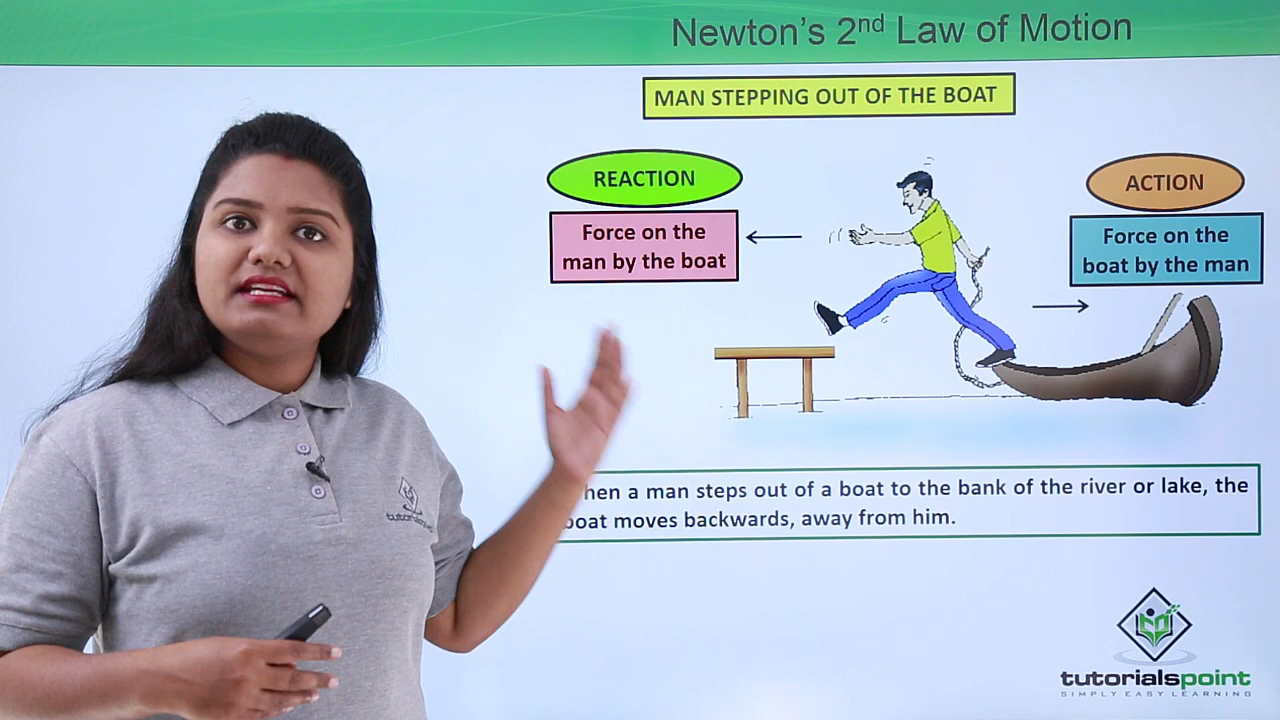 Newton's 2nd Law of Motion
MAN STEPPING OUT OF THE BOAT
REACTION
Force on the
man by the boat
ACTION
Force on the
boat by the man
hen a man steps out of a boat to the bank of the river or lake, the
boat moves backwards, away from him.
tutorialspoint
SIMPLY EASY LEARNING